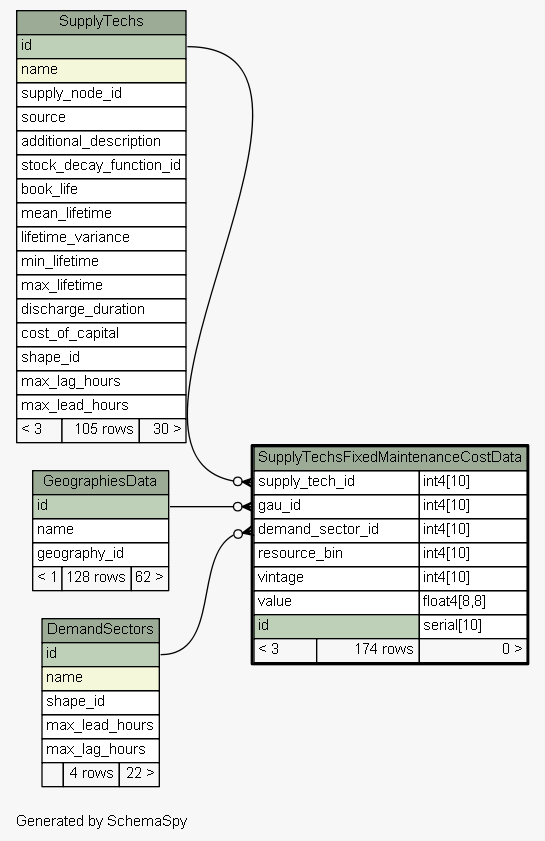 SupplyTechs
id
name
supply_node_id
source
additional_description
stock_decay_function_id
book_life
mean_lifetime
lifetime_variance
min_lifetime
max_lifetime
discharge_duration
cost_of_capital
shape_id
max_lag_hours
max_lead_hours
< 3 105 rows 30 >
SupplyTechsFixedMaintenanceCostData
supply_tech_id int4[10]
gau_id int4[10]
demand_sector_id int4[10]
resource_bin int4[10]
vintage int4[10]
value float4[8,8]
id serial[10]
< 3 174 rows 0 >
GeographiesData
id
name
geography_id
< 1 128 rows 62 >
DemandSectors
id
name
shape_id
max_lead_hours
max_lag_hours
4 rows 22 >
Generated by SchemaSpy